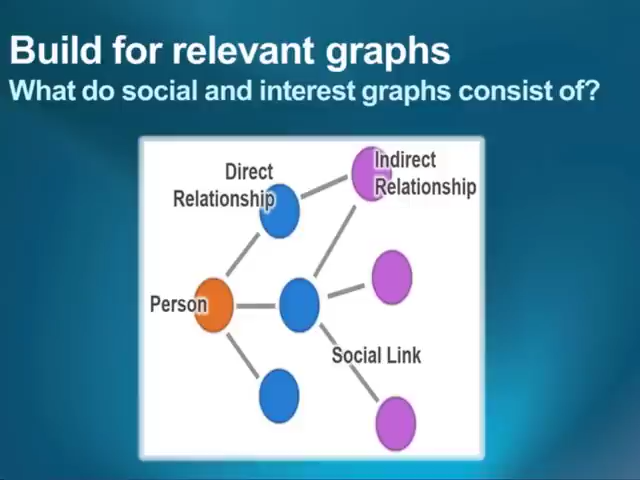 Build for relevant graphs
What do social and interest graphs consist of?
Direct
Relationship
Indirect
Relationship
Person
Social Link